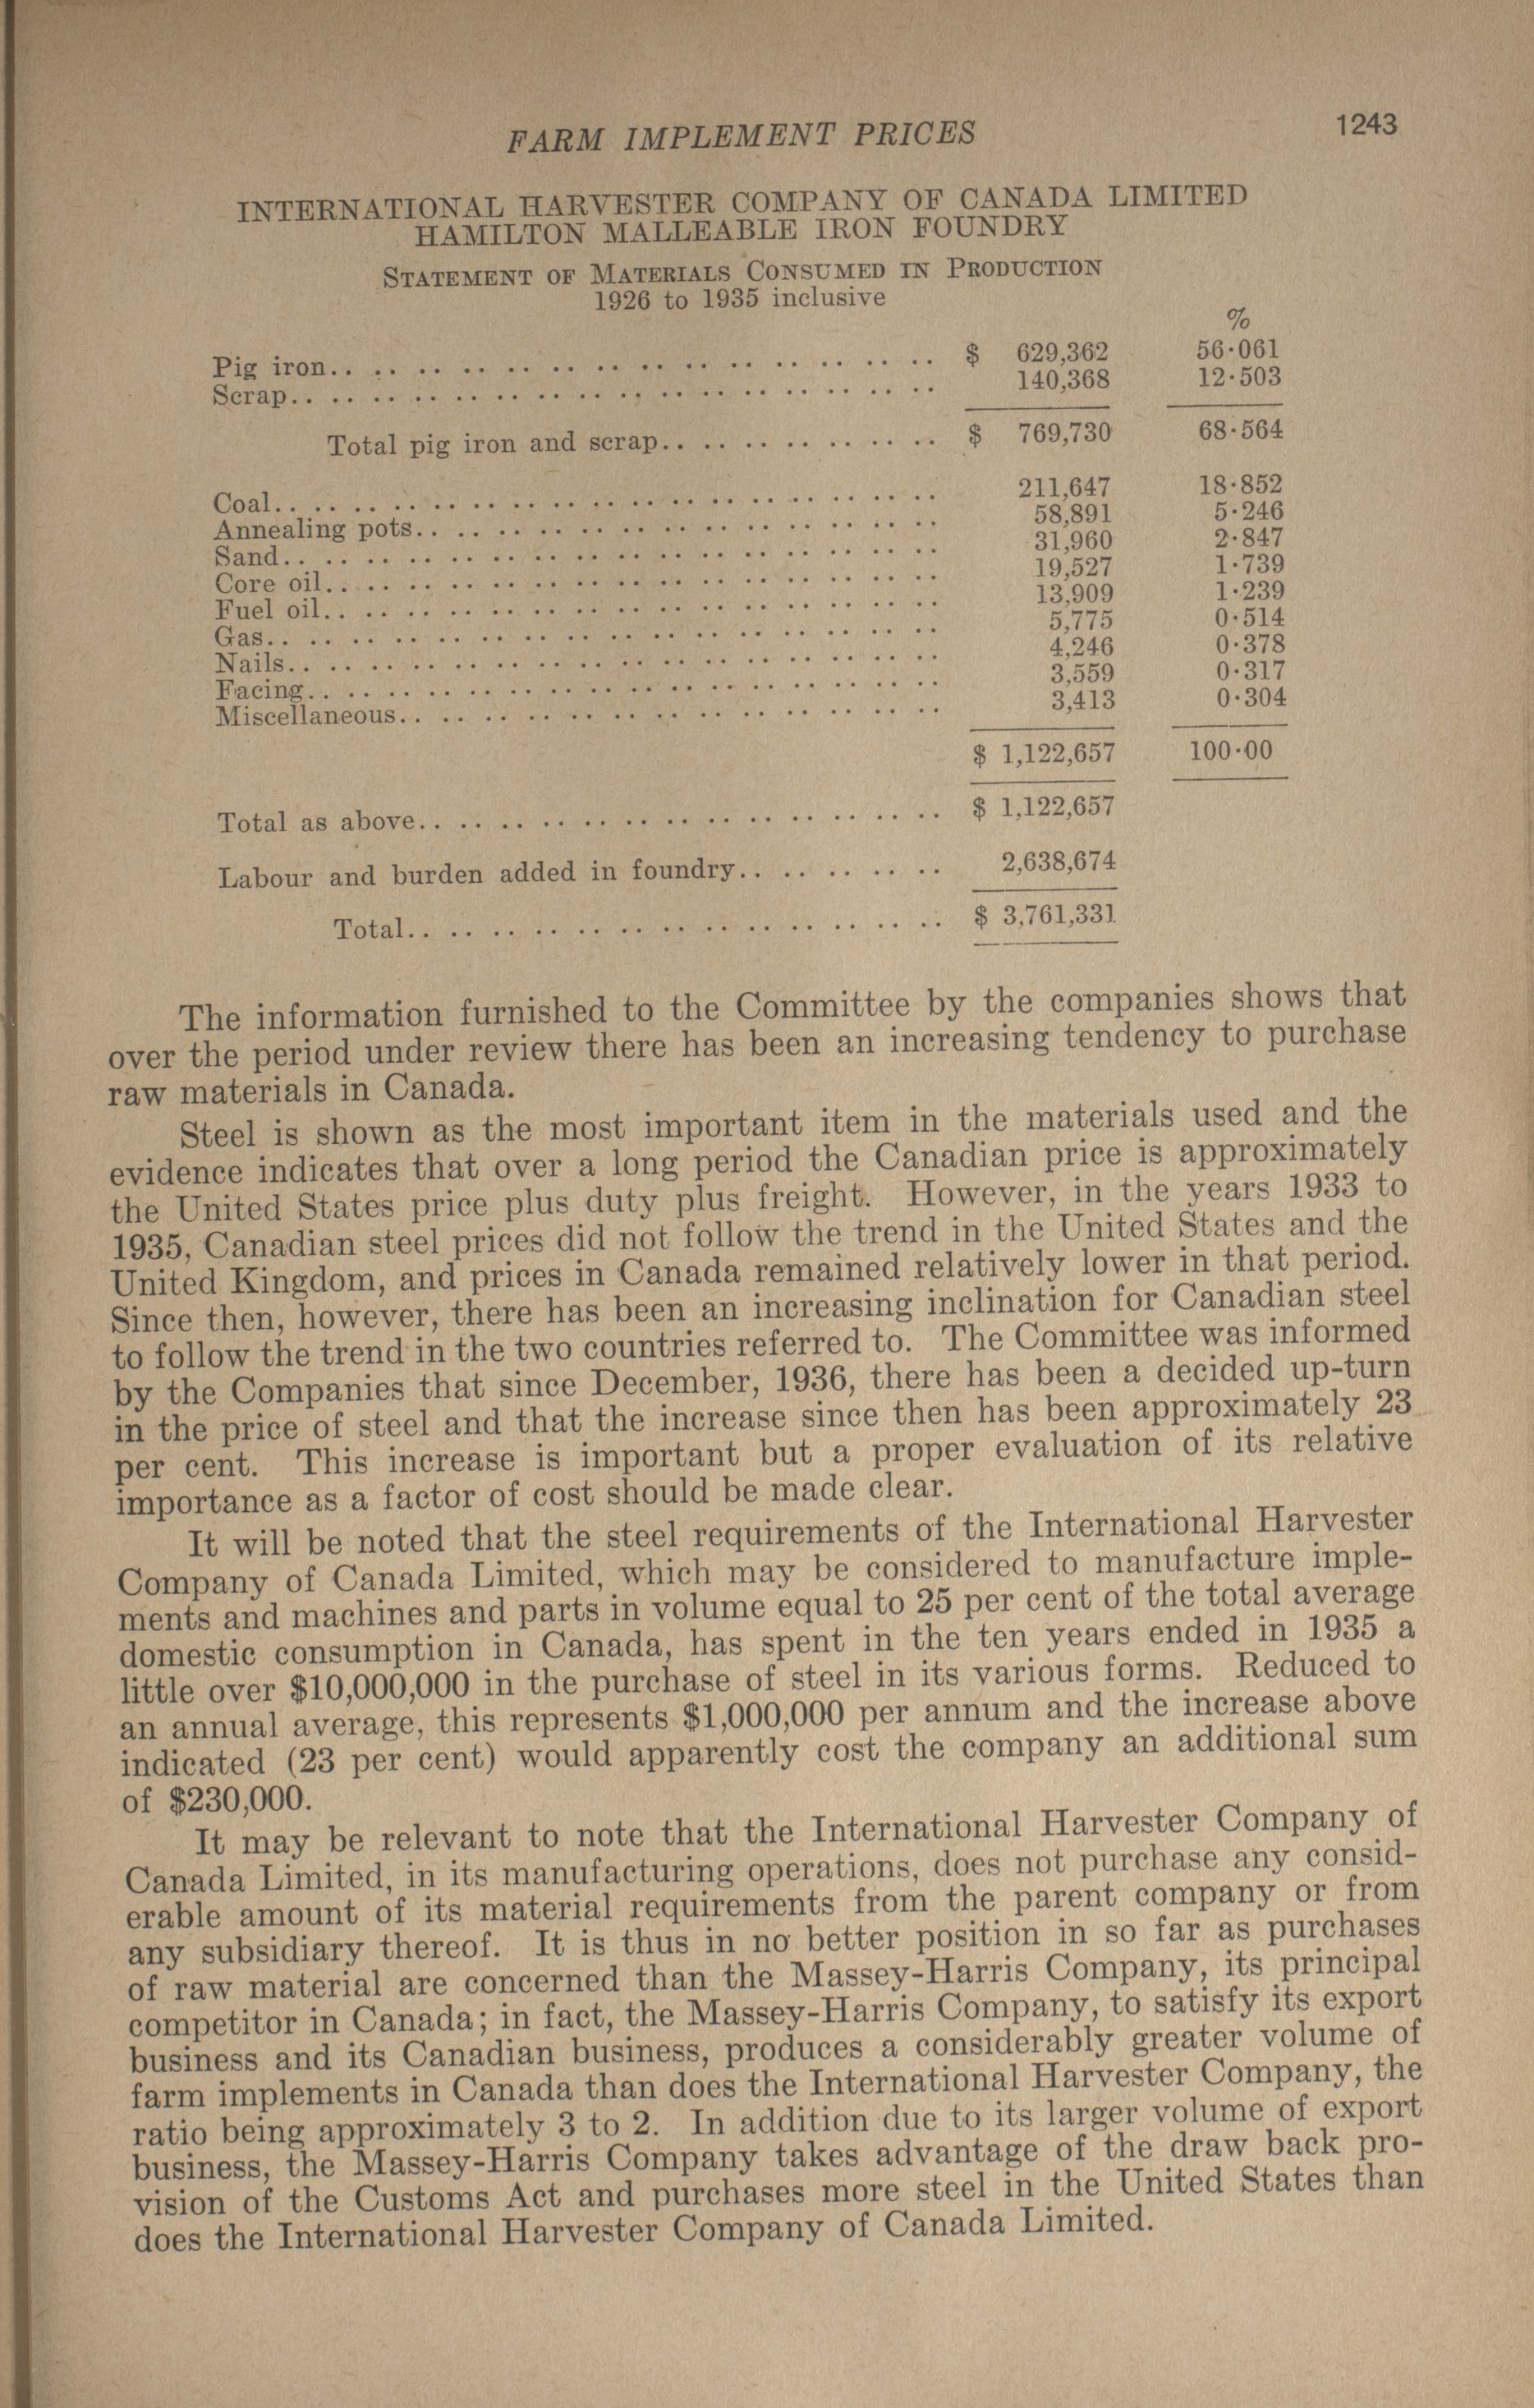 FARM IMPLEMENT PRICES 1243
INTERNATIONAL HARVESTER COMPANY OF CANADA LIMITED
HAMILTON MALLEABLE IRON FOUNDRY
STATEMENT OF MATERIALS CONSUMED IN PRODUCTION
1926 to 1935 inclusive
%
Pig iron.. .. .. .. .. .. .. .. .. .. .. .. .. .. $ 629,362 56·061
Scrap.. .. .. .. .. .. .. .. .. .. .. .. .. .. .. .. 140,368 12·503
Total pig iron and scrap.. .. .. .. .. .. .. $ 769,730 68·564
Coal.. .. .. .. .. .. .. .. .. .. .. .. .. .. .. .. .. 211,647 18·852
Annealing pots.. .. .. .. .. .. .. .. .. .. .. .. .. 58,891 5·246
Sand.. .. .. .. .. .. .. .. .. .. .. .. .. .. .. .. 31,960 2·847
Core oil.. .. .. .. .. .. .. .. .. .. .. .. .. .. .. 19,527 1·739
Fuel oil.. .. .. .. .. .. .. .. .. .. .. .. .. .. .. 13,909 1·239
Gas.. .. .. .. .. .. .. .. .. .. .. .. .. .. .. .. 5,775 0·514
Nails.. .. .. .. .. .. .. .. .. .. .. .. .. .. .. .. 4,246 0·378
Facing.. .. .. .. .. .. .. .. .. .. .. .. .. .. .. .. 3,559 0·317
Miscellaneous.. .. .. .. .. .. .. .. .. .. .. .. .. 3,413 0·304
$ 1,122,657 100·00
Total as above.. .. .. .. .. .. .. .. .. .. .. .. .. $ 1,122,657
Labour and burden added in foundry.. .. .. .. .. 2,638,674
Total.. .. .. .. .. .. .. .. .. .. .. .. .. $ 3,761,331
The information furnished to the Committee by the companies shows that
over the period under review there has been an increasing tendency to purchase
raw materials in Canada.
Steel is shown as the most important item in the materials used and the
evidence indicates that over a long period the Canadian price is approximately
the United States price plus duty plus freight. However, in the years 1933 to
1935, Canadian steel prices did not follow the trend in the United States and the
United Kingdom, and prices in Canada remained relatively lower in that period.
Since then, however, there has been an increasing inclination for Canadian steel
to follow the trend in the two countries referred to. The Committee was informed
by the Companies that since December, 1936, there has been a decided up-turn
in the price of steel and that the increase since then has been approximately 23
per cent. This increase is important but a proper evaluation of its relative
importance as a factor of cost should be made clear.
It will be noted that the steel requirements of the International Harvester
Company of Canada Limited, which may be considered to manufacture imple-
ments and machines and parts in volume equal to 25 per cent of the total average
domestic consumption in Canada, has spent in the ten years ended in 1935 a
little over $10,000,000 in the purchase of steel in its various forms. Reduced to
an annual average, this represents $1,000,000 per annum and the increase above
indicated (23 per cent) would apparently cost the company an additional sum
of $230,000.
It may be relevant to note that the International Harvester Company of
Canada Limited, in its manufacturing operations, does not purchase any consid-
erable amount of its material requirements from the parent company or from
any subsidiary thereof. It is thus in no better position in so far as purchases
of raw material are concerned than the Massey-Harris Company, its principal
competitor in Canada; in fact, the Massey-Harris Company, to satisfy its export
business and its Canadian business, produces a considerably greater volume of
farm implements in Canada than does the International Harvester Company, the
ratio being approximately 3 to 2. In addition due to its larger volume of export
business, the Massey-Harris Company takes advantage of the draw back pro-
vision of the Customs Act and purchases more steel in the United States than
does the International Harvester Company of Canada Limited.